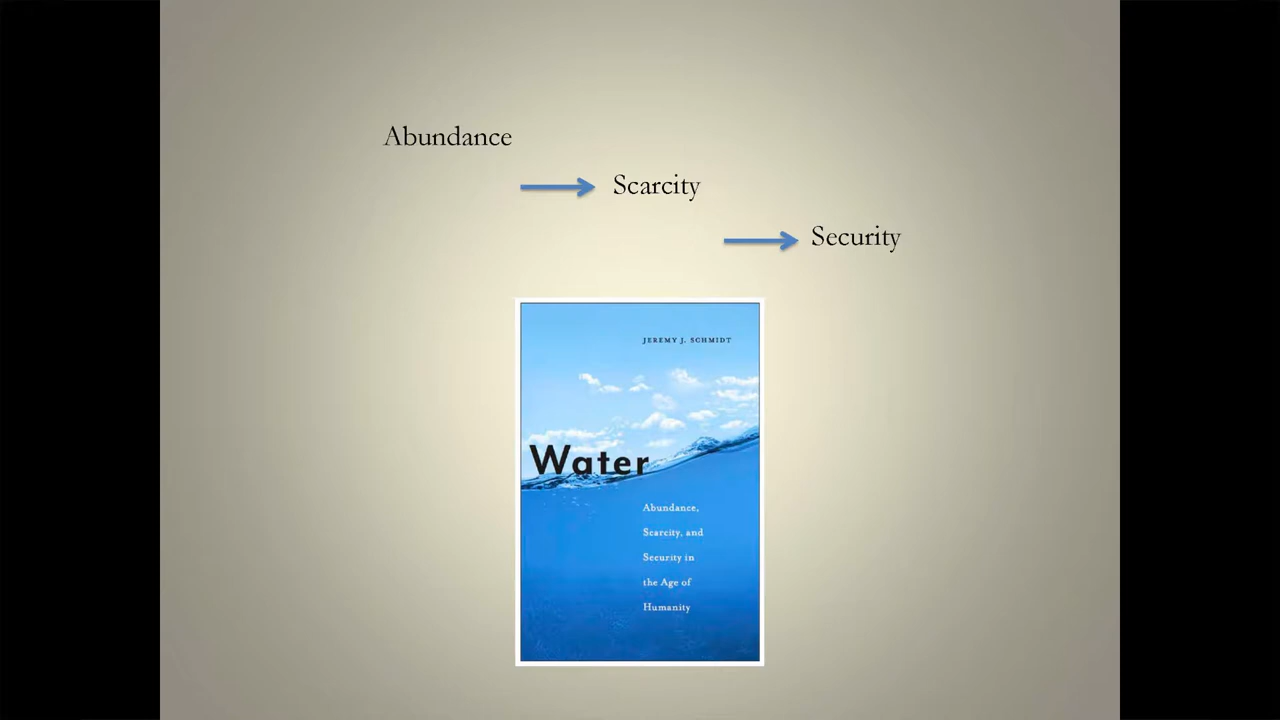 Abundance
Scarcity
Security
JEREMY J. SCHMIDT
Water
Abundance,
Scarcity, and
Security in
the Age of
Humanity